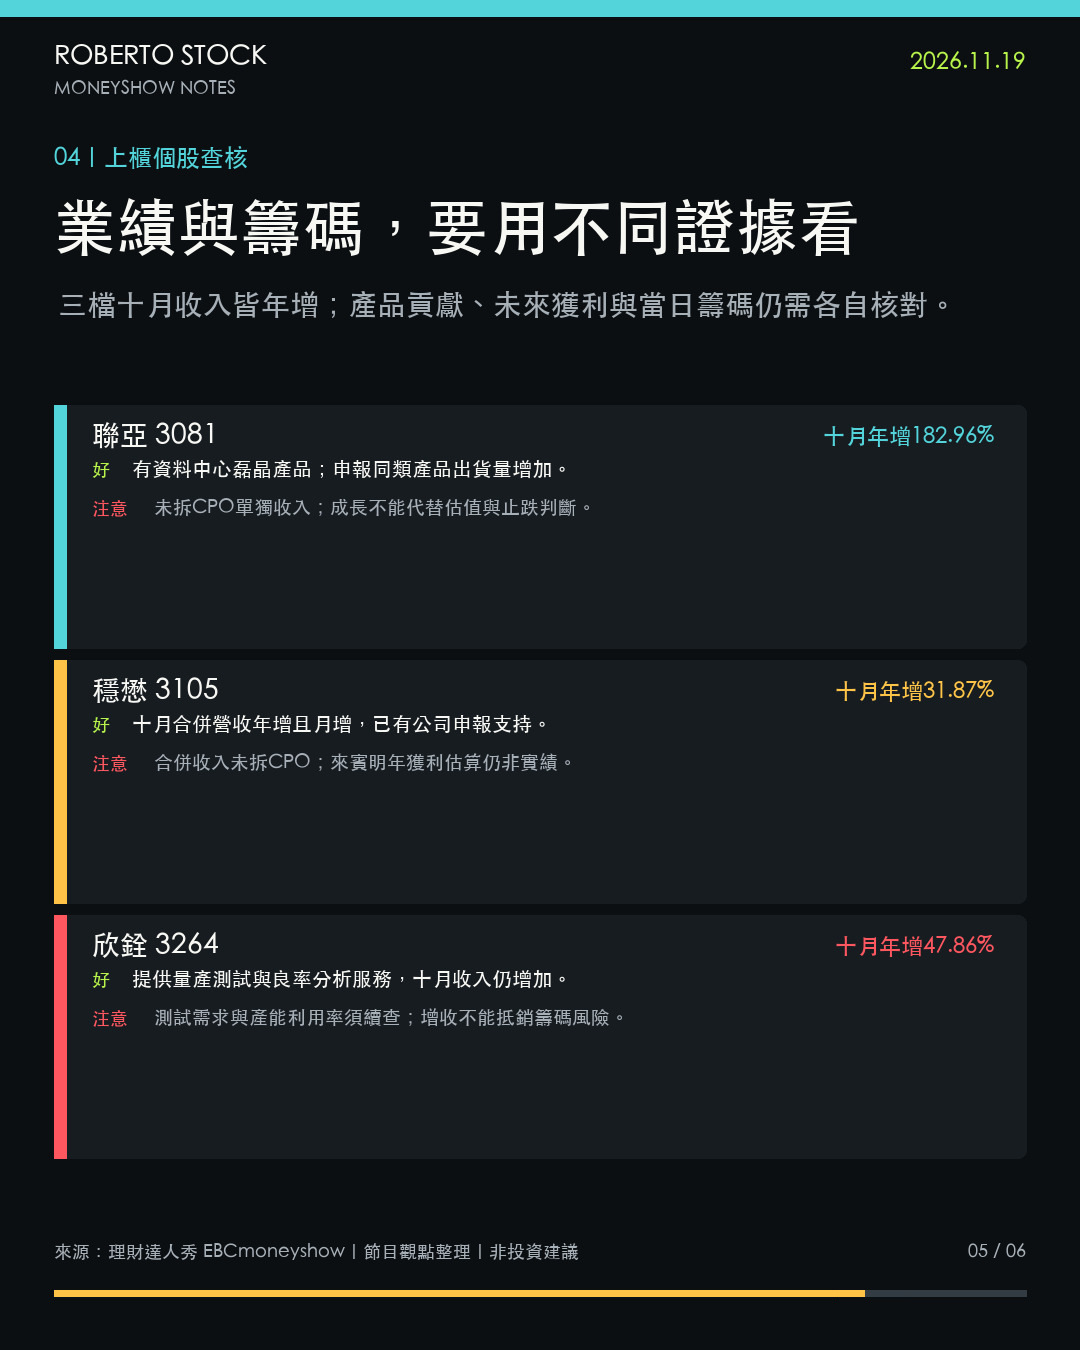 ROBERTO STOCK
MONEYSHOW NOTES
2026.11.19
04｜上櫃個股查核
業績與籌碼，要用不同證據看
三檔十月收入皆年增；產品貢獻、未來獲利與當日籌碼仍需各自核對。
聯亞 3081
十月年增182.96%
好 有資料中心磊晶產品；申報同類產品出貨量增加。
注意 未拆CPO單獨收入；成長不能代替估值與止跌判斷。
穩懋 3105
十月年增31.87%
好 十月合併營收年增且月增，已有公司申報支持。
注意 合併收入未拆CPO；來賓明年獲利估算仍非實績。
欣銓 3264
十月年增47.86%
好 提供量產測試與良率分析服務，十月收入仍增加。
注意 測試需求與產能利用率須續查；增收不能抵銷籌碼風險。
來源：理財達人秀 EBCmoneyshow｜節目觀點整理｜非投資建議
05 / 06